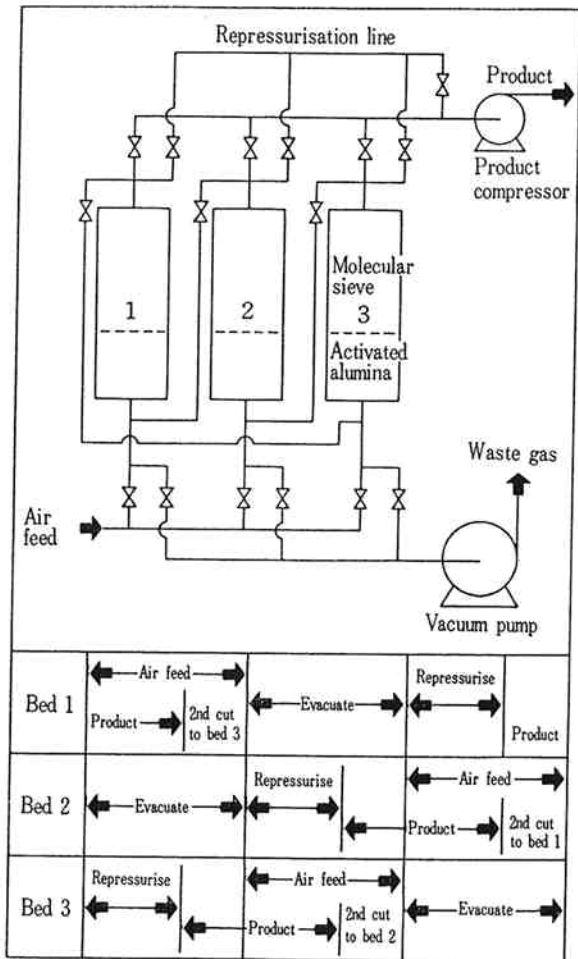 Repressurisation line
Product
Product
compressor
Molecular
sieve
1
2
3
Activated
alumina
Waste gas
Air
feed
Vacuum pump
Bed 1
Air feed
Product
2nd cut
to bed 3
Evacuate
Repressurise
Product
Bed 2
Evacuate
Repressurise
Air feed
Product
2nd cut
to bed 1
Bed 3
Repressurise
Product
Air feed
2nd cut
to bed 2
Evacuate